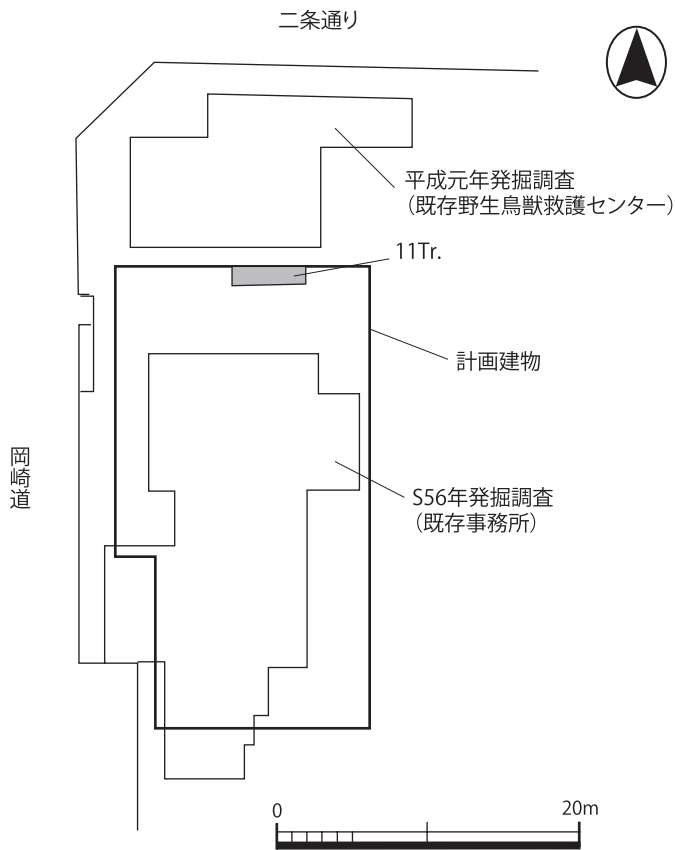 二条通り
平成元年発掘調査
（既存野生鳥獣救護センター）
11Tr.
計画建物
岡崎道
S56年発掘調査
（既存事務所）
0
20m